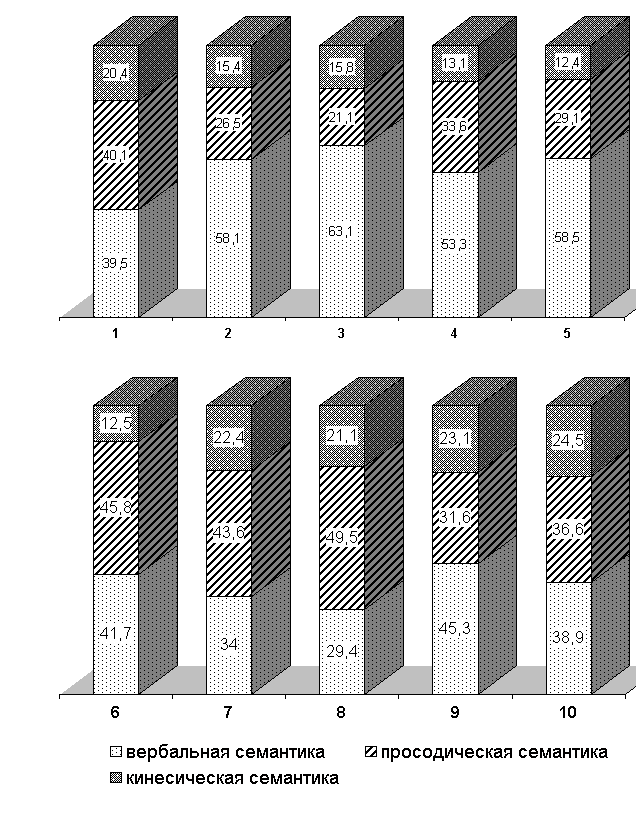 20,4 15,4 15,8 13,1 12,4
40,1 26,5 21,1 33,6 29,1
39,5 58,1 63,1 53,3 58,5
1 2 3 4 5
12,5 22,4 21,1 23,1 24,5
45,8 43,6 49,5 31,6 36,6
41,7 34 29,4 45,3 38,9
6 7 8 9 10
вербальная семантика просодическая семантика
кинесическая семантика